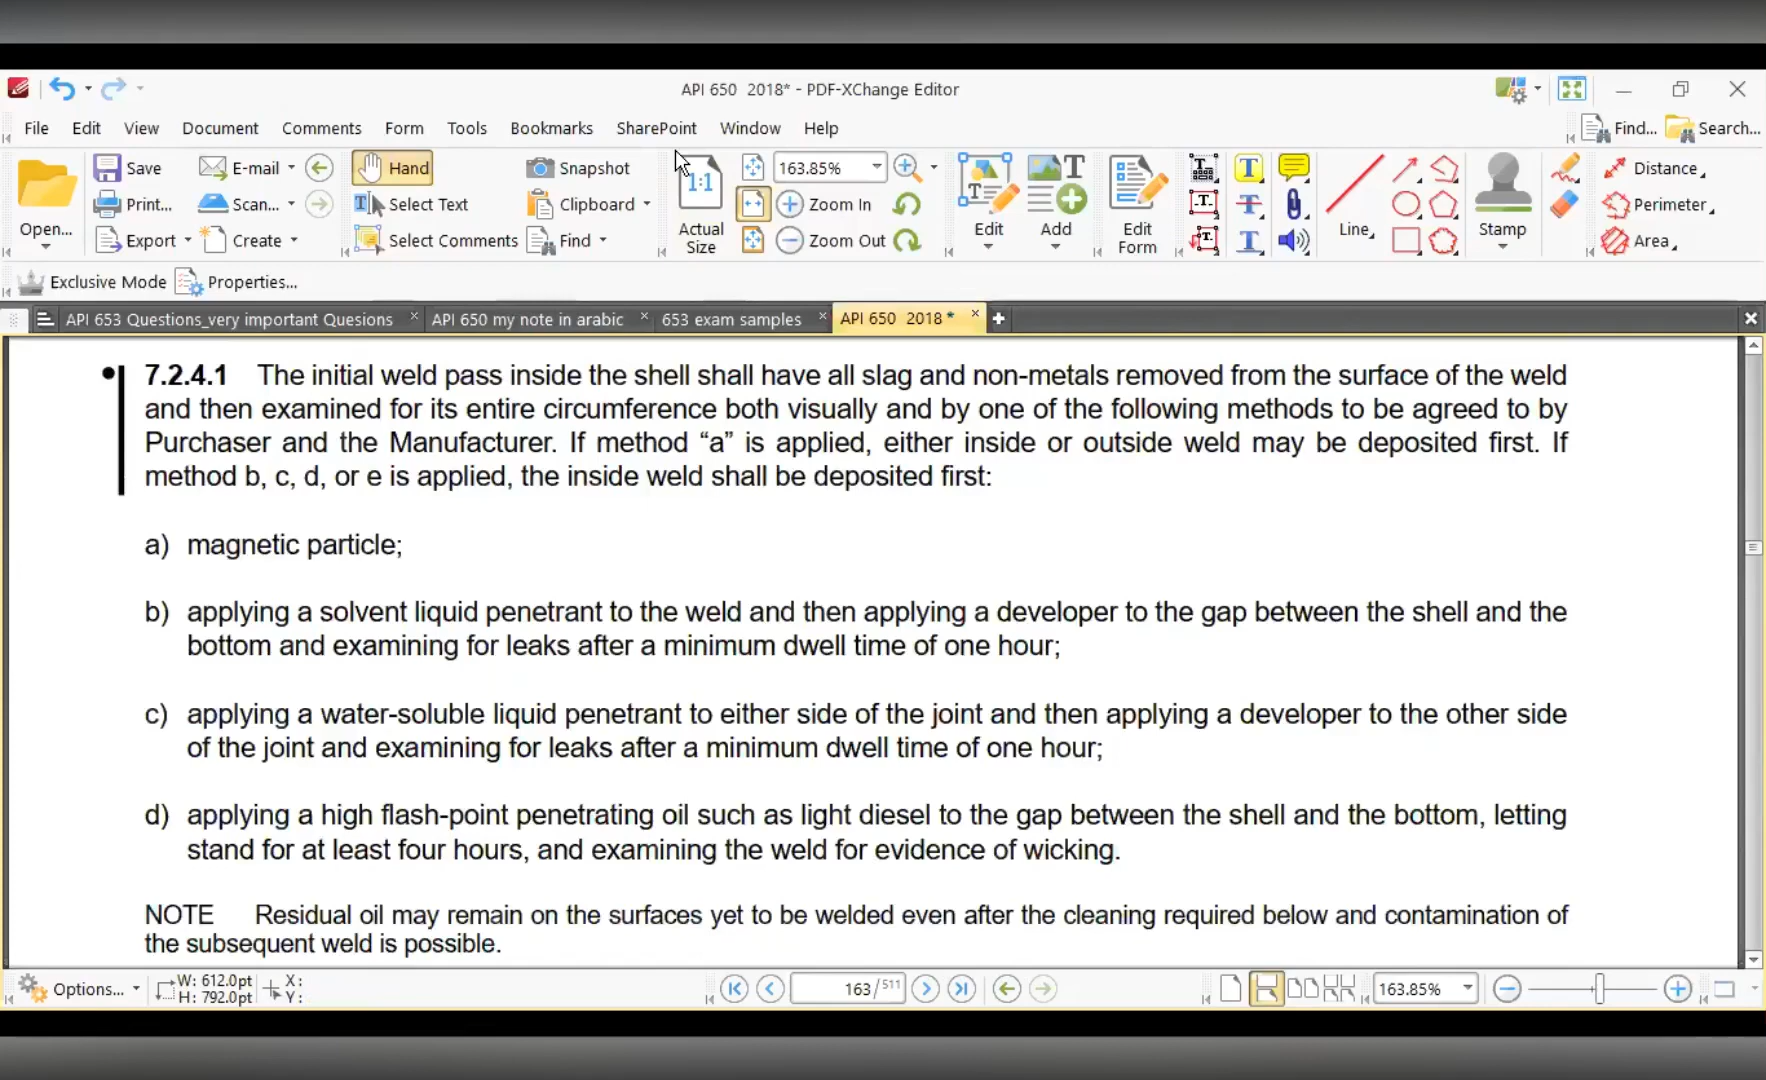 API 650 2018* - PDF-XChange Editor
File Edit View Document Comments Form Tools Bookmarks SharePoint Window Help Find... Search...
Open...
Save E-mail Hand Snapshot 163.85% Distance
Print... Scan... Select Text Clipboard Zoom In Perimeter
Export Create Select Comments Find Zoom Out Area
1:1
Actual Size
Edit Add Edit Form Line Stamp
Exclusive Mode Properties...
API 653 Questions_very important Quesions API 650 my note in arabic 653 exam samples API 650 2018 *
• 7.2.4.1 The initial weld pass inside the shell shall have all slag and non-metals removed from the surface of the weld
and then examined for its entire circumference both visually and by one of the following methods to be agreed to by
Purchaser and the Manufacturer. If method “a” is applied, either inside or outside weld may be deposited first. If
method b, c, d, or e is applied, the inside weld shall be deposited first:
a) magnetic particle;
b) applying a solvent liquid penetrant to the weld and then applying a developer to the gap between the shell and the
bottom and examining for leaks after a minimum dwell time of one hour;
c) applying a water-soluble liquid penetrant to either side of the joint and then applying a developer to the other side
of the joint and examining for leaks after a minimum dwell time of one hour;
d) applying a high flash-point penetrating oil such as light diesel to the gap between the shell and the bottom, letting
stand for at least four hours, and examining the weld for evidence of wicking.
NOTE Residual oil may remain on the surfaces yet to be welded even after the cleaning required below and contamination of
the subsequent weld is possible.
Options... W: 612.0pt X:
H: 792.0pt Y:
163/511 163.85%